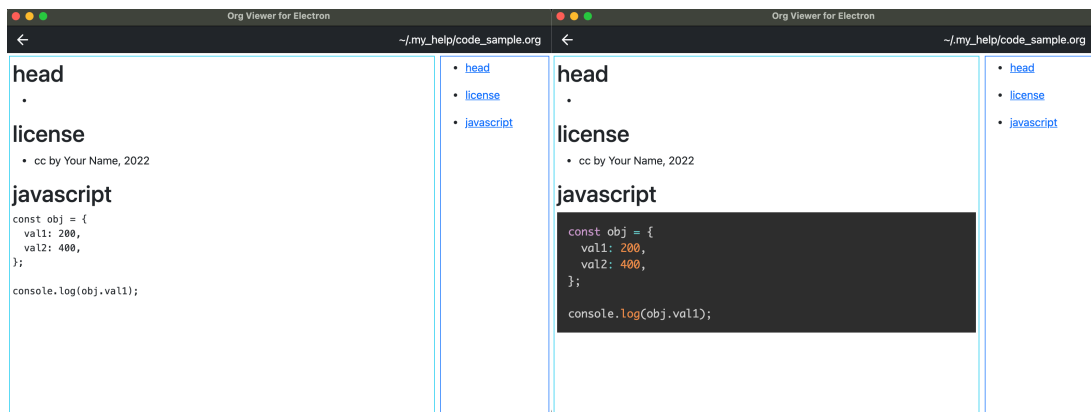 Org Viewer for Electron
~/.my_help/code_sample.org
head
license
cc by Your Name, 2022
javascript
const obj = {
  val1: 200,
  val2: 400,
};
console.log(obj.val1);
head
license
javascript
Org Viewer for Electron
~/.my_help/code_sample.org
head
license
cc by Your Name, 2022
javascript
const obj = {
  val1: 200,
  val2: 400,
};
console.log(obj.val1);
head
license
javascript